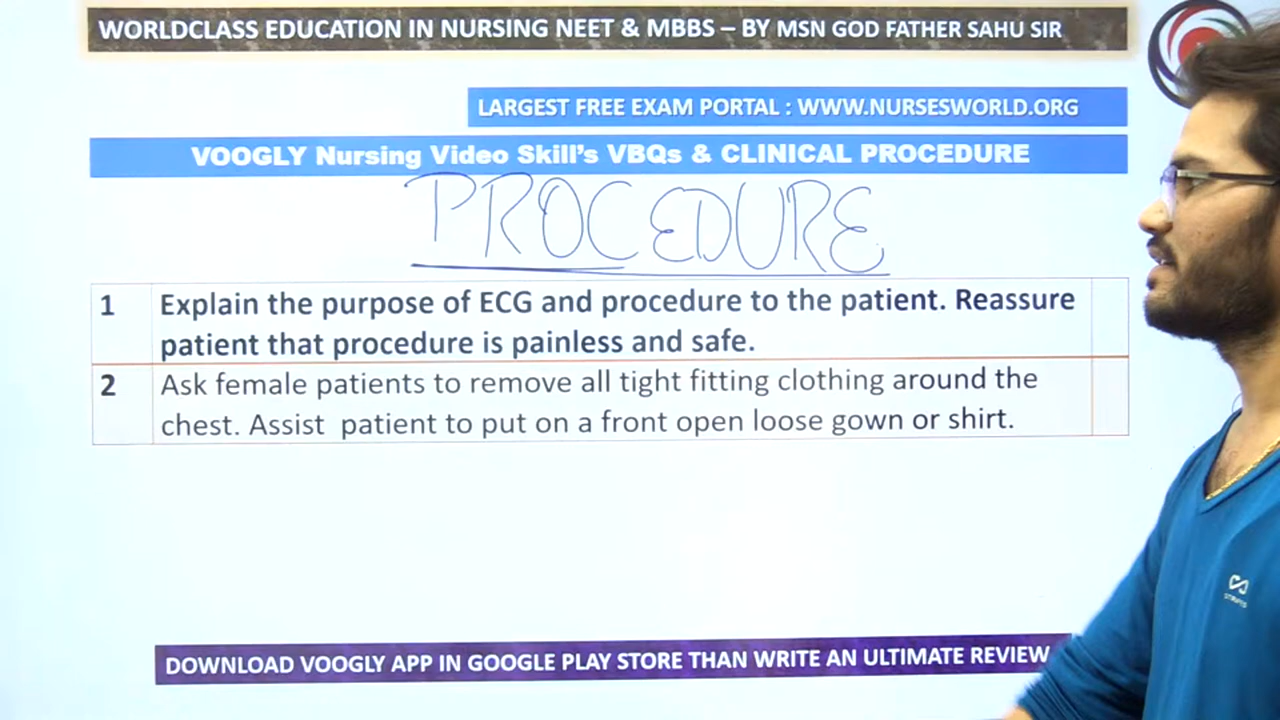 WORLDCLASS EDUCATION IN NURSING NEET & MBBS – BY MSN GOD FATHER SAHU SIR
LARGEST FREE EXAM PORTAL : WWW.NURSESWORLD.ORG
VOOGLY Nursing Video Skill's VBQs & CLINICAL PROCEDURE
PROCEDURE
1 Explain the purpose of ECG and procedure to the patient. Reassure
patient that procedure is painless and safe.
2 Ask female patients to remove all tight fitting clothing around the
chest. Assist patient to put on a front open loose gown or shirt.
DOWNLOAD VOOGLY APP IN GOOGLE PLAY STORE THAN WRITE AN ULTIMATE REVIEW